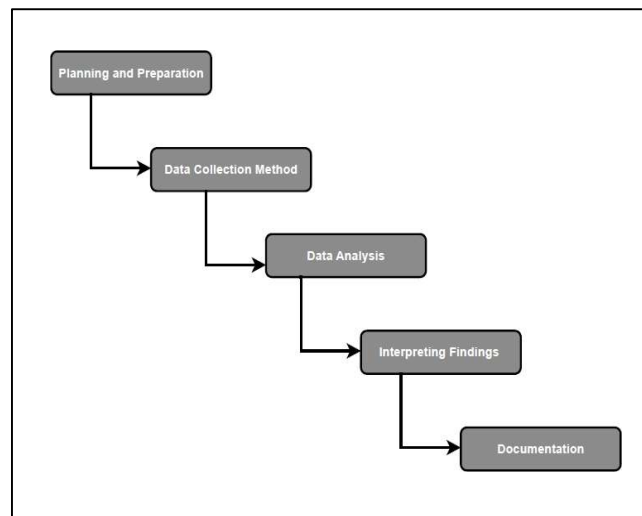 Planning and Preparation
Data Collection Method
Data Analysis
Interpreting Findings
Documentation